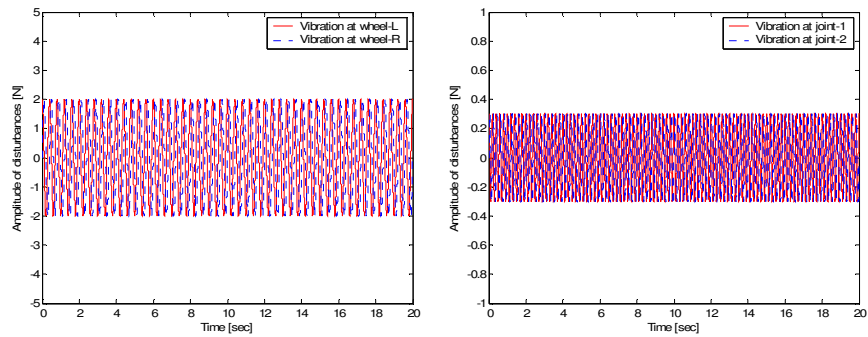 5
4
3
2
1
0
-1
-2
-3
-4
-5
0 2 4 6 8 10 12 14 16 18 20
Time [sec]
Amplitude of disturbances [N]
Vibration at wheel-L
Vibration at wheel-R
1
0.8
0.6
0.4
0.2
0
-0.2
-0.4
-0.6
-0.8
-1
0 2 4 6 8 10 12 14 16 18 20
Time [sec]
Amplitude of disturbances [N]
Vibration at joint-1
Vibration at joint-2